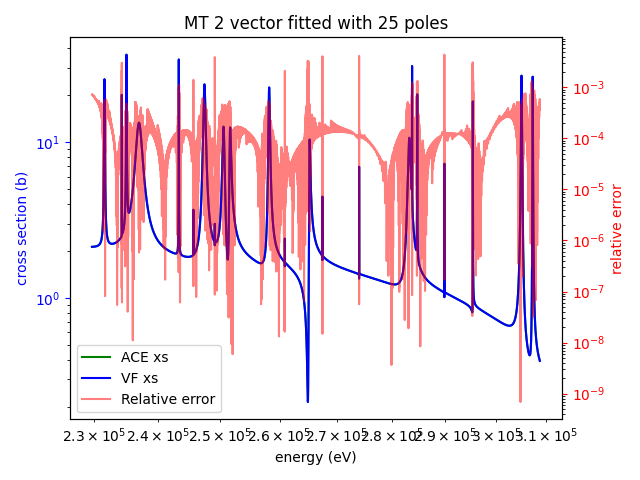 MT 2 vector fitted with 25 poles
cross section (b)
10¹
10⁰
10⁻³
10⁻⁴
10⁻⁵
10⁻⁶
10⁻⁷
10⁻⁸
10⁻⁹
relative error
ACE xs
VF xs
Relative error
2.3 × 10⁵ 2.4 × 10⁵ 2.5 × 10⁵ 2.6 × 10⁵ 2.7 × 10⁵ 2.8 × 10⁵ 2.9 × 10⁵ 3 × 10⁵ 3.1 × 10⁵
energy (eV)